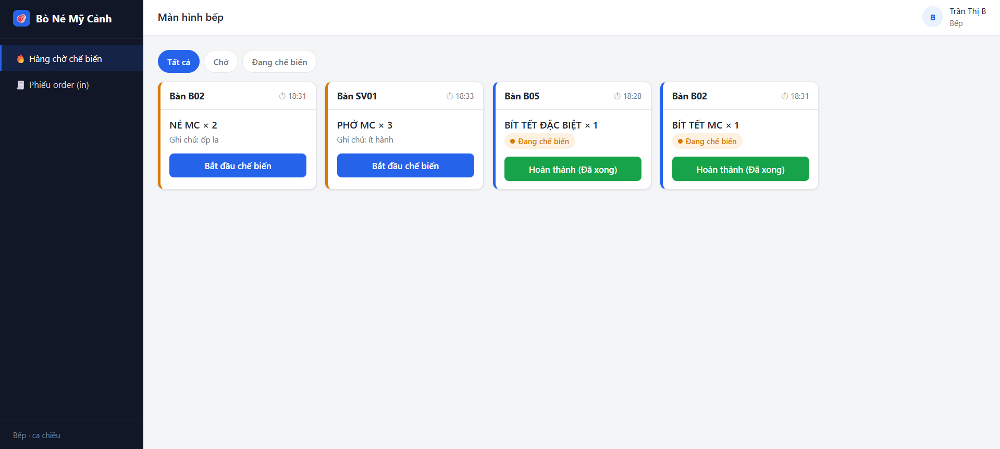 Bò Né Mỹ Cảnh
Hàng chờ chế biến
Phiếu order (in)
Bếp · ca chiều
Màn hình bếp
B
Trần Thị B
Bếp
Tất cả
Chờ
Đang chế biến
Bàn B02
18:31
NÉ MC × 2
Ghi chú: ốp la
Bắt đầu chế biến
Bàn SV01
18:33
PHỞ MC × 3
Ghi chú: ít hành
Bắt đầu chế biến
Bàn B05
18:28
BÍT TẾT ĐẶC BIỆT × 1
Đang chế biến
Hoàn thành (Đã xong)
Bàn B02
18:31
BÍT TẾT MC × 1
Đang chế biến
Hoàn thành (Đã xong)